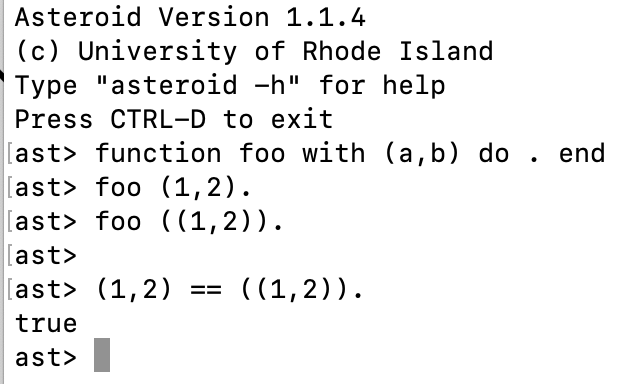 Asteroid Version 1.1.4
(c) University of Rhode Island
Type "asteroid -h" for help
Press CTRL-D to exit
[ast> function foo with (a,b) do . end
[ast> foo (1,2).
[ast> foo ((1,2)).
[ast>
[ast> (1,2) == ((1,2)).
true
ast>